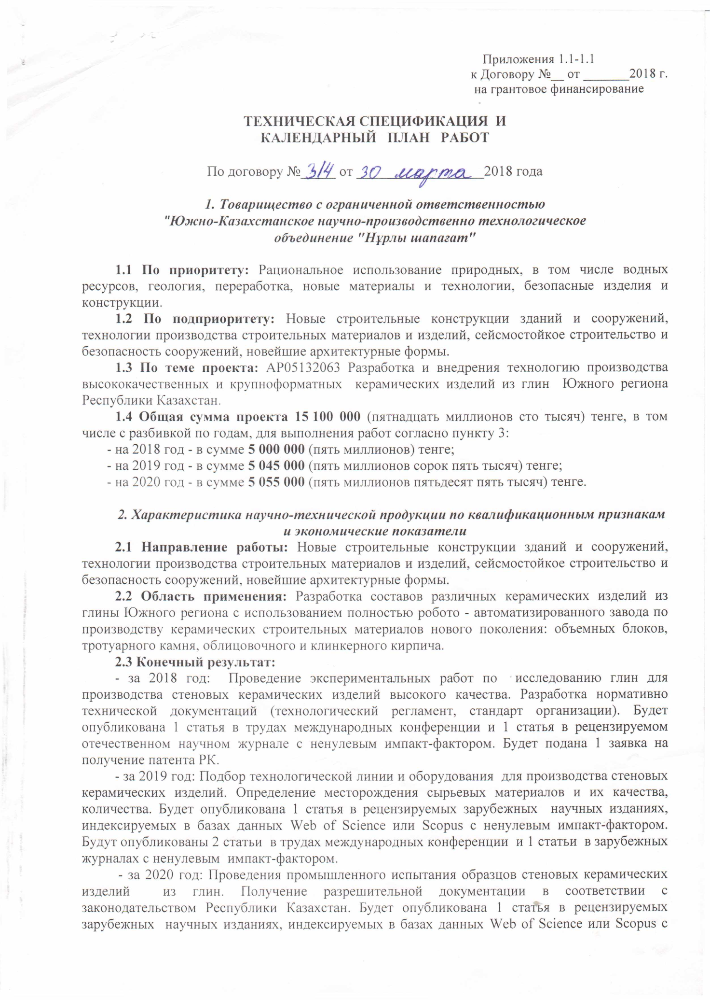 Приложения 1.1-1.1
к Договору №__ от _______2018 г.
на грантовое финансирование
ТЕХНИЧЕСКАЯ СПЕЦИФИКАЦИЯ И
КАЛЕНДАРНЫЙ ПЛАН РАБОТ
По договору № 314 от 30 марта 2018 года
1. Товарищество с ограниченной ответственностью
"Южно-Казахстанское научно-производственно технологическое
объединение "Нұрлы шапағат"
1.1 По приоритету: Рациональное использование природных, в том числе водных
ресурсов, геология, переработка, новые материалы и технологии, безопасные изделия и
конструкции.
1.2 По подприоритету: Новые строительные конструкции зданий и сооружений,
технологии производства строительных материалов и изделий, сейсмостойкое строительство и
безопасность сооружений, новейшие архитектурные формы.
1.3 По теме проекта: АР05132063 Разработка и внедрения технологию производства
высококачественных и крупноформатных керамических изделий из глин Южного региона
Республики Казахстан.
1.4 Общая сумма проекта 15 100 000 (пятнадцать миллионов сто тысяч) тенге, в том
числе с разбивкой по годам, для выполнения работ согласно пункту 3:
- на 2018 год - в сумме 5 000 000 (пять миллионов) тенге;
- на 2019 год - в сумме 5 045 000 (пять миллионов сорок пять тысяч) тенге;
- на 2020 год - в сумме 5 055 000 (пять миллионов пятьдесят пять тысяч) тенге.
2. Характеристика научно-технической продукции по квалификационным признакам
и экономические показатели
2.1 Направление работы: Новые строительные конструкции зданий и сооружений,
технологии производства строительных материалов и изделий, сейсмостойкое строительство и
безопасность сооружений, новейшие архитектурные формы.
2.2 Область применения: Разработка составов различных керамических изделий из
глины Южного региона с использованием полностью робото - автоматизированного завода по
производству керамических строительных материалов нового поколения: объемных блоков,
тротуарного камня, облицовочного и клинкерного кирпича.
2.3 Конечный результат:
- за 2018 год: Проведение экспериментальных работ по исследованию глин для
производства стеновых керамических изделий высокого качества. Разработка нормативно
технической документаций (технологический регламент, стандарт организации). Будет
опубликована 1 статья в трудах международных конференции и 1 статья в рецензируемом
отечественном научном журнале с ненулевым импакт-фактором. Будет подана 1 заявка на
получение патента РК.
- за 2019 год: Подбор технологической линии и оборудования для производства стеновых
керамических изделий. Определение месторождения сырьевых материалов и их качества,
количества. Будет опубликована 1 статья в рецензируемых зарубежных научных изданиях,
индексируемых в базах данных Web of Science или Scopus с ненулевым импакт-фактором.
Будут опубликованы 2 статьи в трудах международных конференции и 1 статьи в зарубежных
журналах с ненулевым импакт-фактором.
- за 2020 год: Проведения промышленного испытания образцов стеновых керамических
изделий из глин. Получение разрешительной документации в соответствии с
законодательством Республики Казахстан. Будет опубликована 1 статья в рецензируемых
зарубежных научных изданиях, индексируемых в базах данных Web of Science или Scopus с